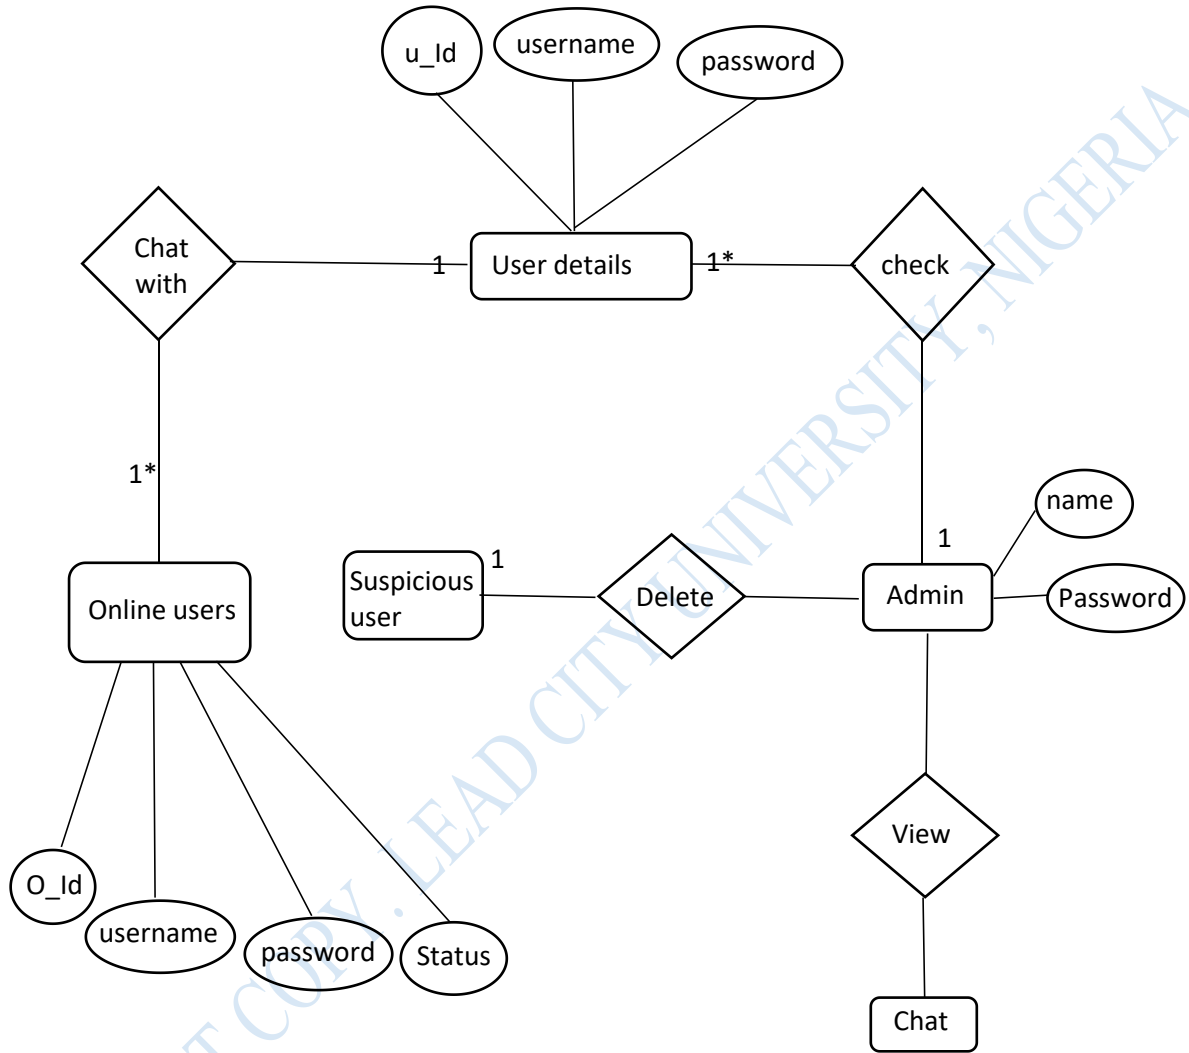 u_Id
username
password
Chat
with
1
User details
1*
check
1*
1
name
Suspicious
user
1
Delete
Admin
Password
Online users
View
O_Id
username
password
Status
Chat
COPY . LEAD CITY UNIVERSITY , NIGERIA